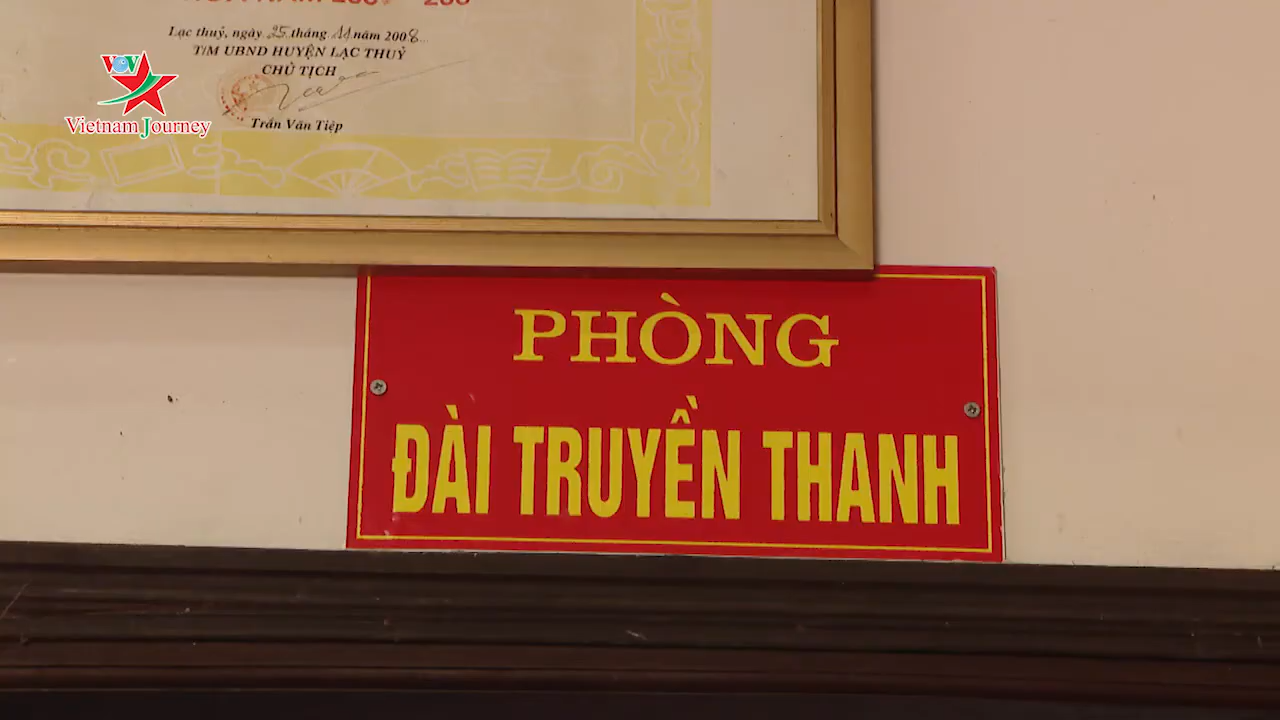 Lạc thuỷ, ngày 25 tháng 11 năm 2008
T/M UBND HUYỆN LẠC THUỶ
CHỦ TỊCH
Trần Văn Tiệp
VOV
Vietnam Journey
PHÒNG
ĐÀI TRUYỀN THANH